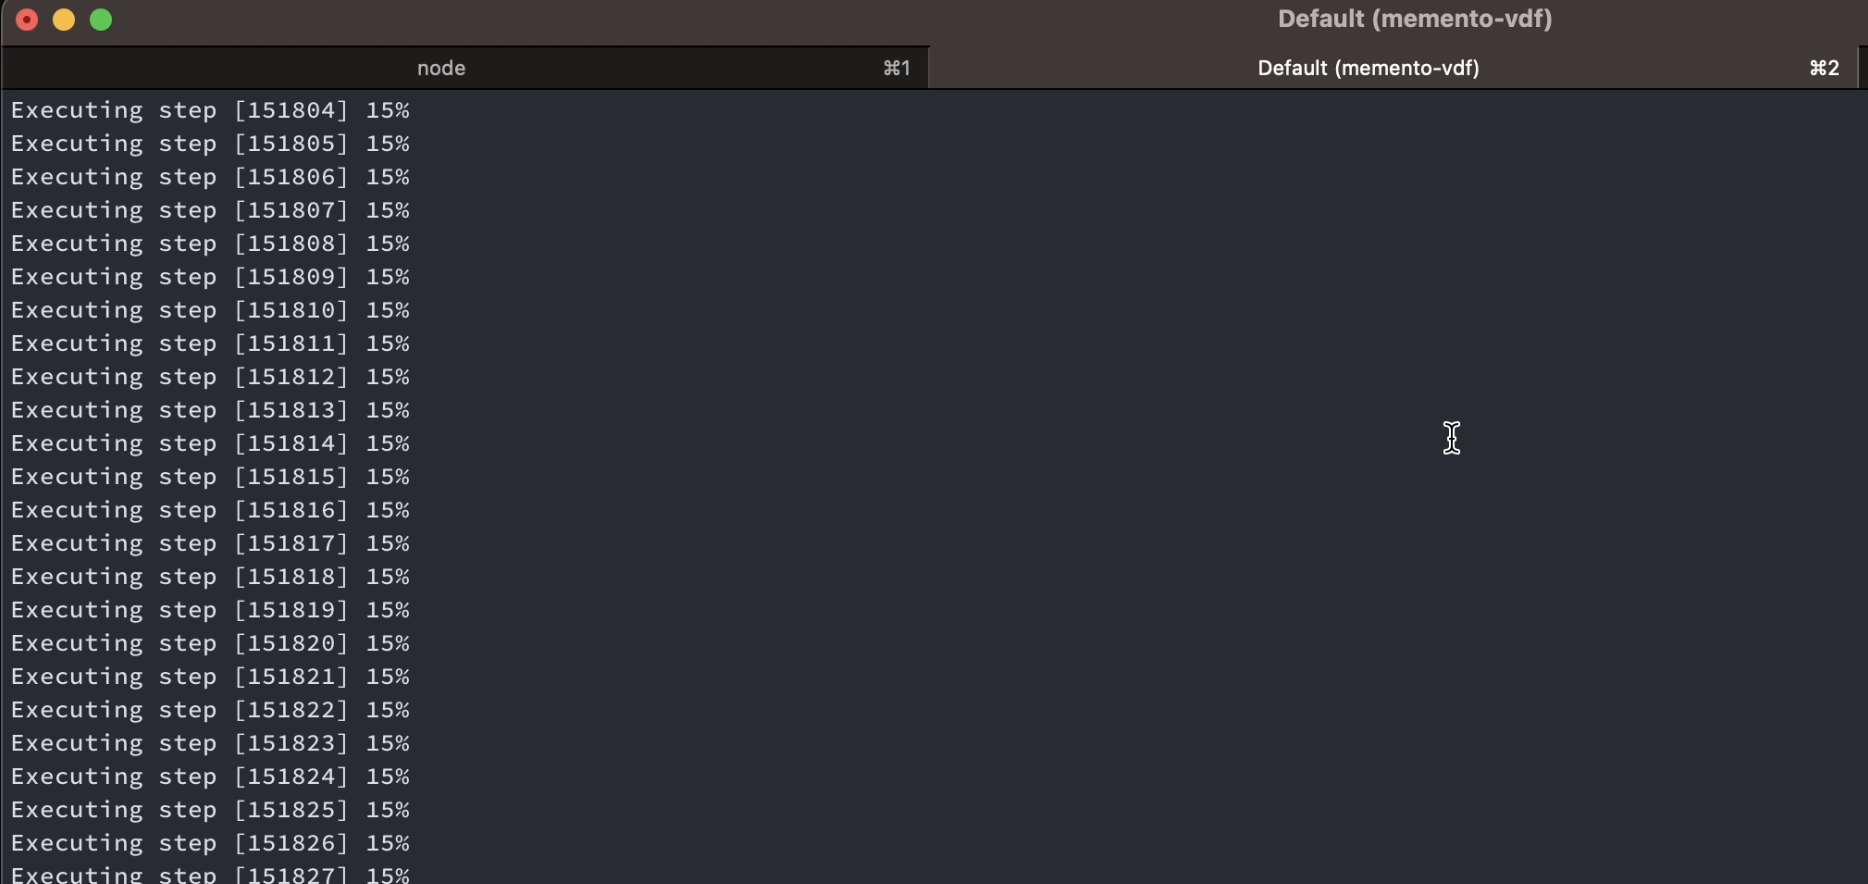 Default (memento-vdf)
node ⌘1 Default (memento-vdf) ⌘2
Executing step [151804] 15%
Executing step [151805] 15%
Executing step [151806] 15%
Executing step [151807] 15%
Executing step [151808] 15%
Executing step [151809] 15%
Executing step [151810] 15%
Executing step [151811] 15%
Executing step [151812] 15%
Executing step [151813] 15%
Executing step [151814] 15%
Executing step [151815] 15%
Executing step [151816] 15%
Executing step [151817] 15%
Executing step [151818] 15%
Executing step [151819] 15%
Executing step [151820] 15%
Executing step [151821] 15%
Executing step [151822] 15%
Executing step [151823] 15%
Executing step [151824] 15%
Executing step [151825] 15%
Executing step [151826] 15%
Executing step [151827] 15%